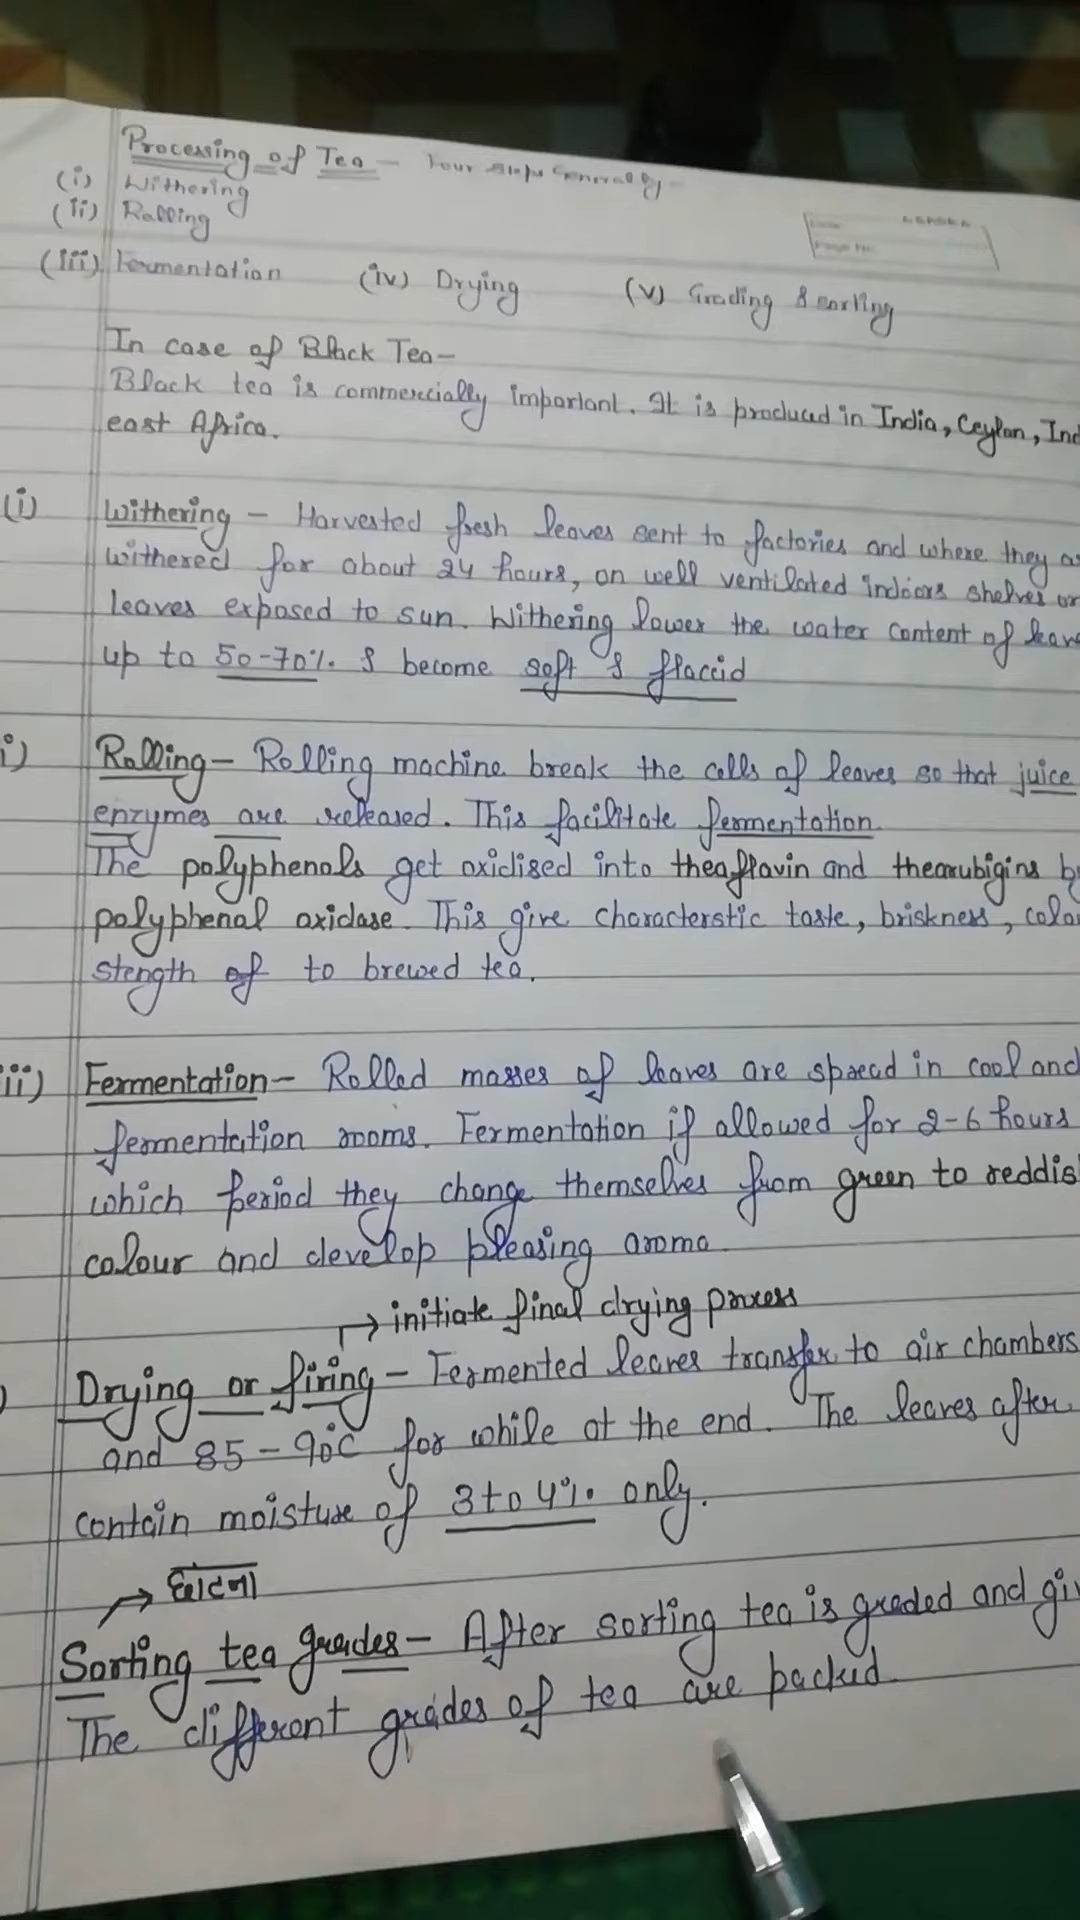 Processing of Tea - Four steps Generally -
(i) Withering
(ii) Rolling
(iii) Fermentation (iv) Drying (v) Grading & sorting
In case of Black Tea-
Black tea is commercially important. It is produced in India, Ceylon,
east Africa.
(i) Withering - Harvested fresh leaves sent to factories and where they
withered for about 24 hours, on well ventilated indoors shelves or
leaves exposed to sun. Withering lower the water content of
up to 50-70% & become soft & flaccid
Rolling - Rolling machine break the cells of leaves so that juice
enzymes are released. This facilitate fermentation.
The polyphenols get oxidised into theaflavin and thearubigins
polyphenol oxidase. This give characterstic taste, briskness,
stength of to brewed tea.
Fermentation - Rolled masses of leaves are spread in cool and
fermentation rooms. Fermentation if allowed for 2-6 hours
which period they change themselves from green to
colour and develop pleasing aroma
→ initiate final drying process
Drying or firing - Fermented leaves transfer to air chambers
and 85-90°C for while at the end. The leaves after
contain moisture of 3 to 4% only.
→ छांटना
Sorting tea grades - After sorting tea is graded and
The different grades of tea are packed